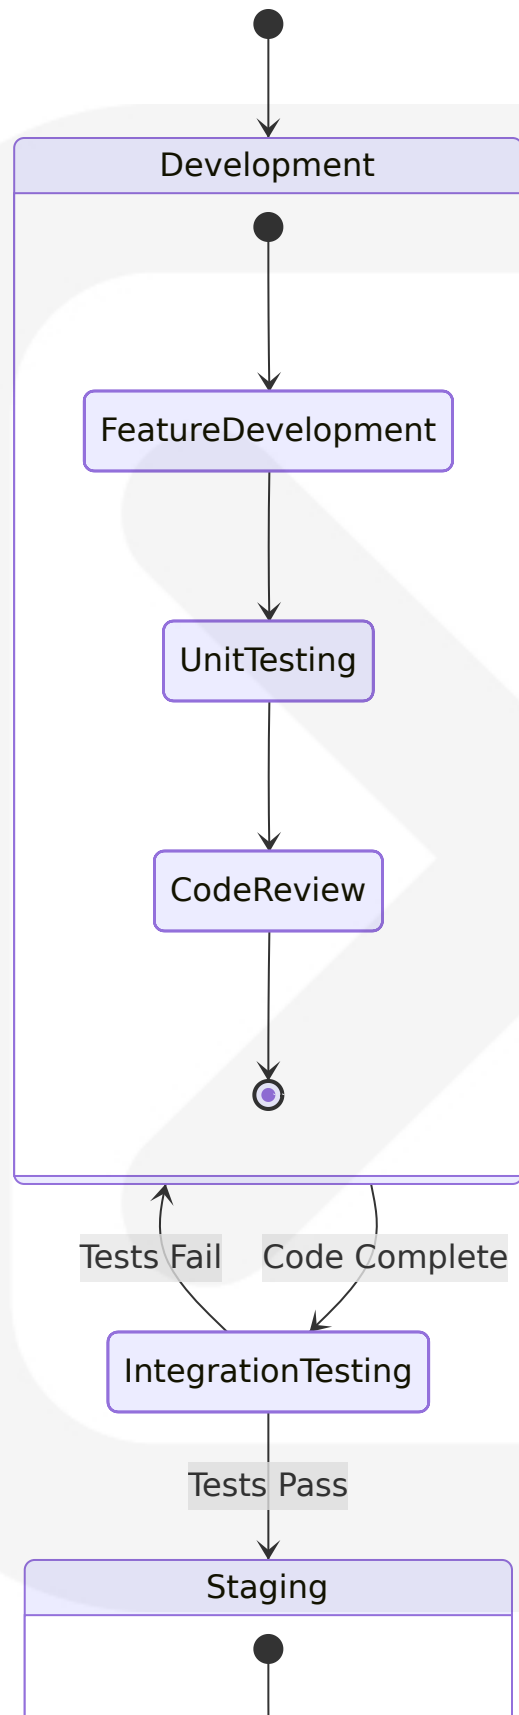 Development
FeatureDevelopment
UnitTesting
CodeReview
Tests Fail
Code Complete
IntegrationTesting
Tests Pass
Staging